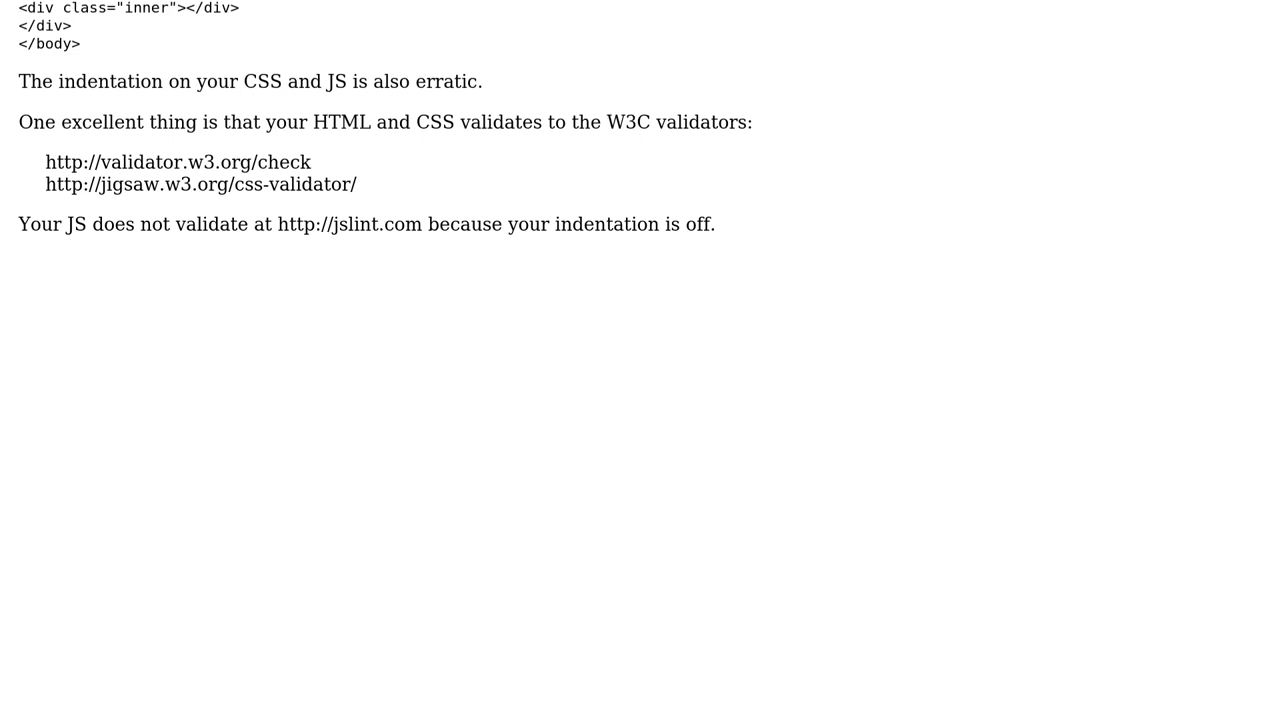 <div class="inner"></div>
</div>
</body>
The indentation on your CSS and JS is also erratic.
One excellent thing is that your HTML and CSS validates to the W3C validators:
http://validator.w3.org/check
http://jigsaw.w3.org/css-validator/
Your JS does not validate at http://jslint.com because your indentation is off.